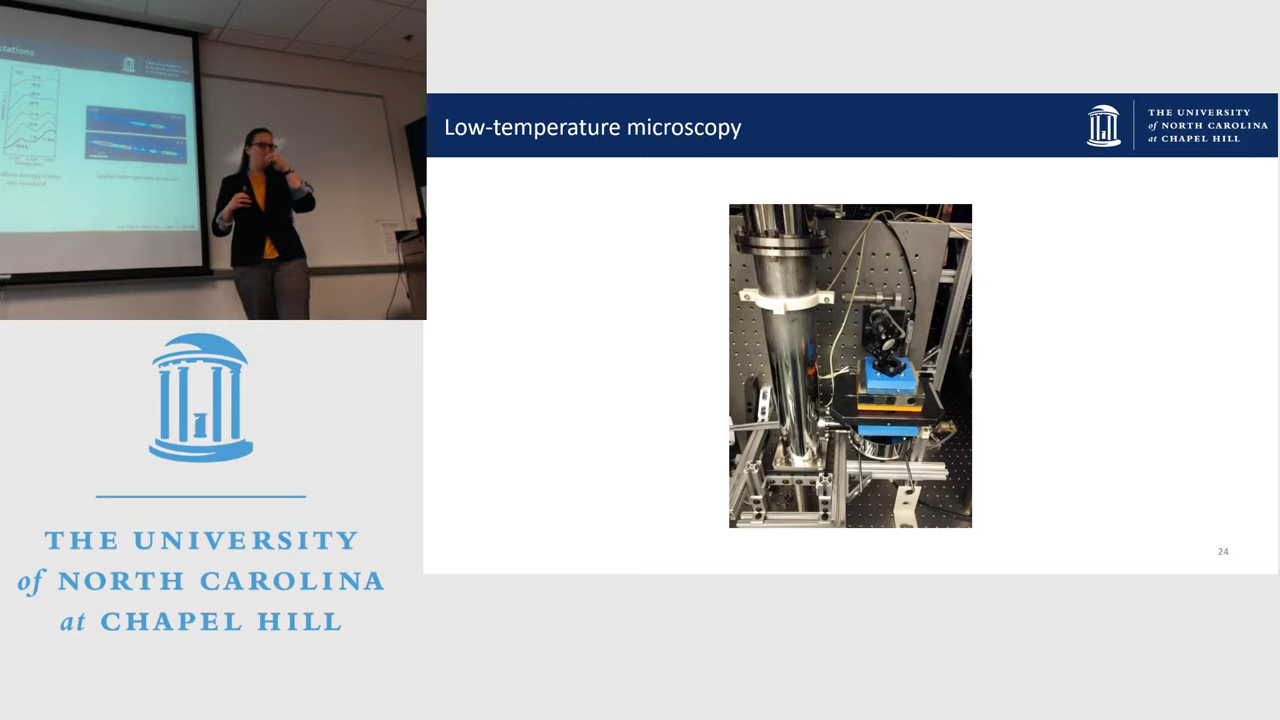 Low-temperature microscopy
THE UNIVERSITY
of NORTH CAROLINA
at CHAPEL HILL
24
THE UNIVERSITY
of NORTH CAROLINA
at CHAPEL HILL